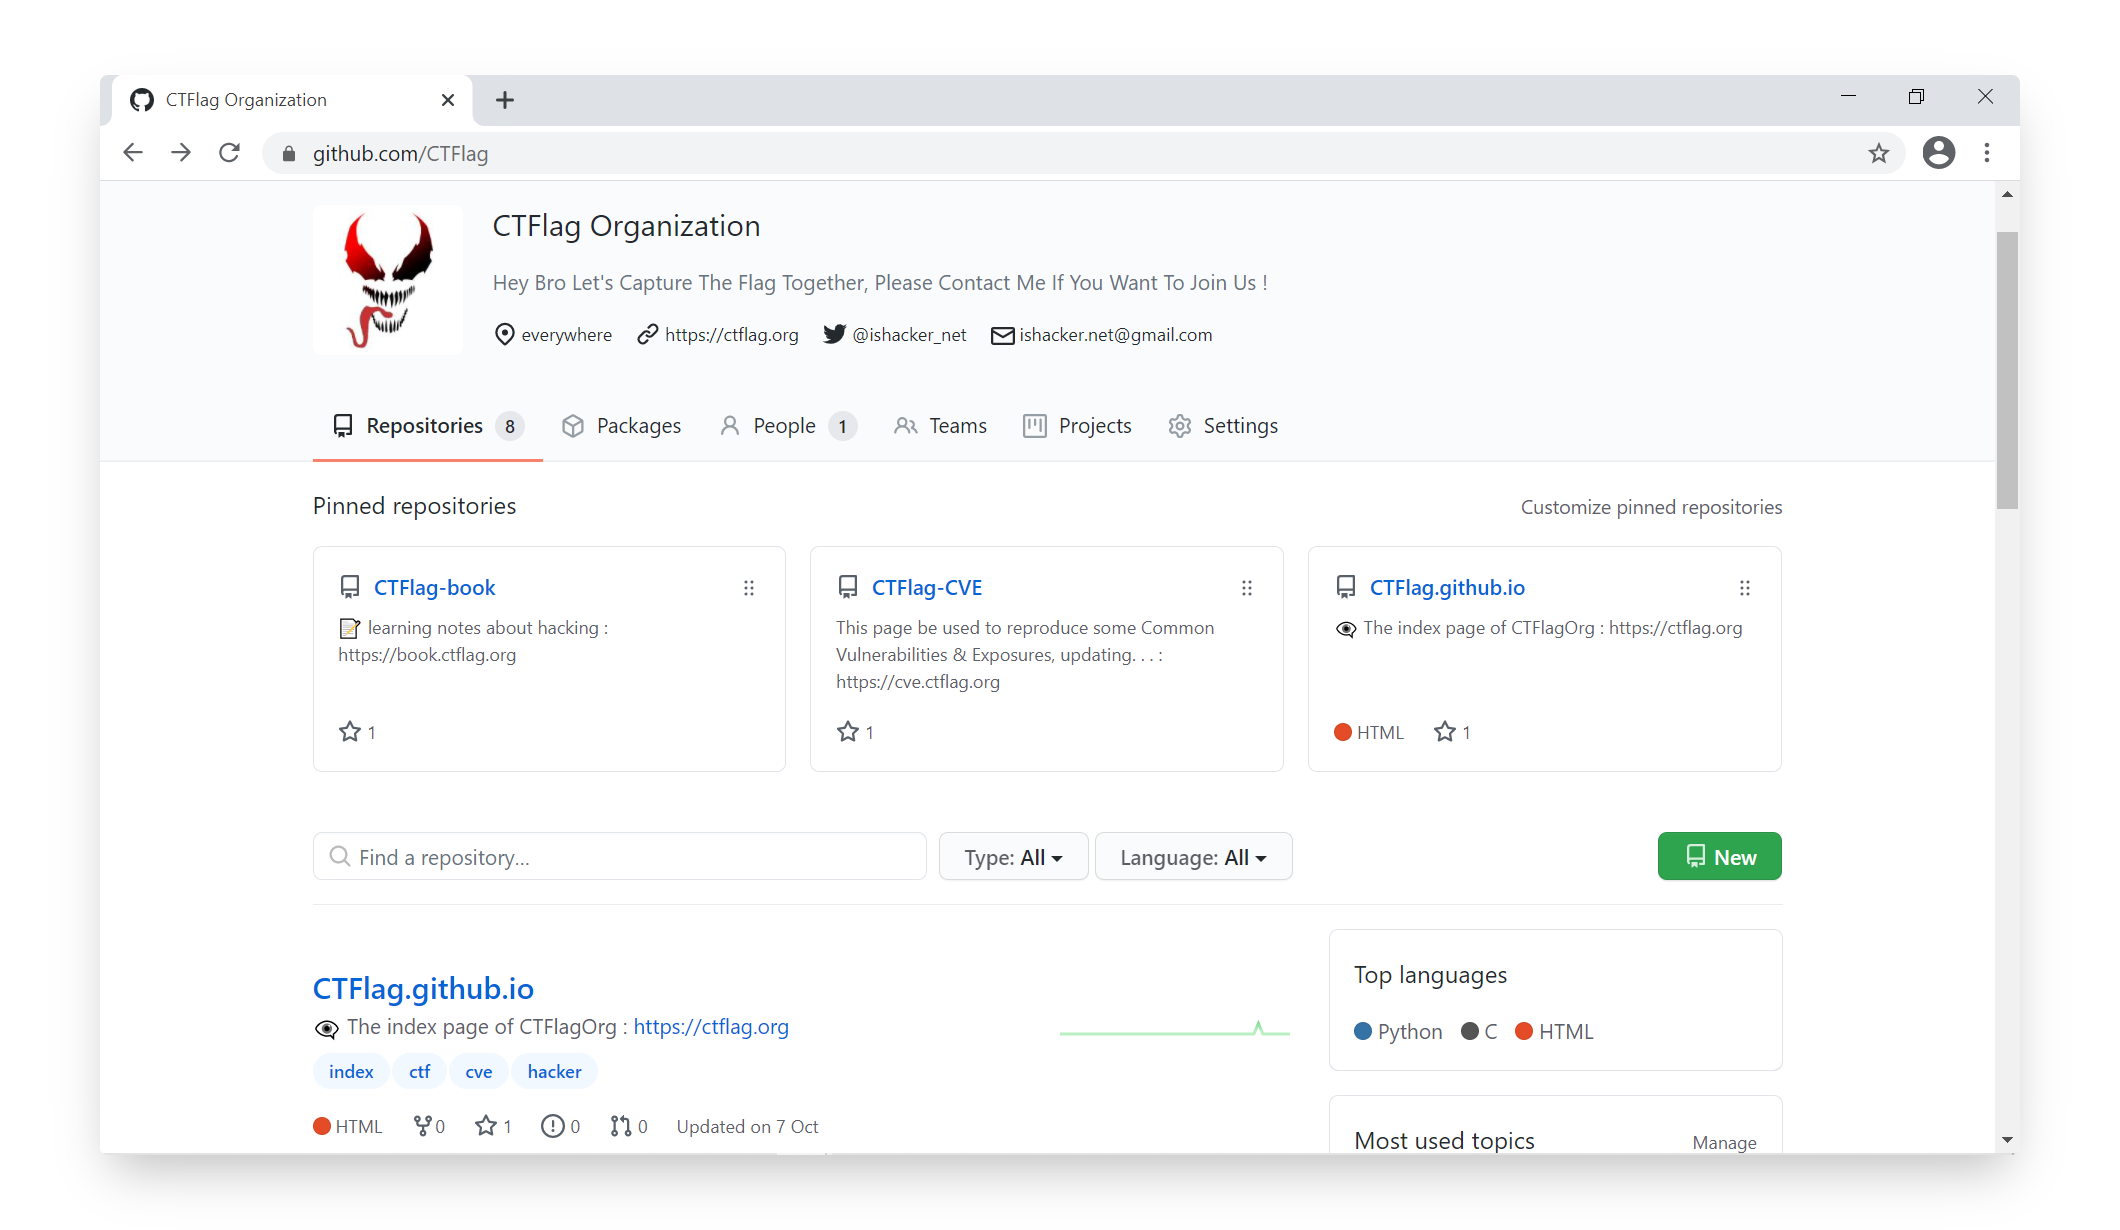 CTFlag Organization
github.com/CTFlag
CTFlag Organization
Hey Bro Let's Capture The Flag Together, Please Contact Me If You Want To Join Us !
everywhere https://ctflag.org @ishacker_net ishacker.net@gmail.com
Repositories 8 Packages People 1 Teams Projects Settings
Pinned repositories Customize pinned repositories
CTFlag-book
learning notes about hacking :
https://book.ctflag.org
1
CTFlag-CVE
This page be used to reproduce some Common
Vulnerabilities & Exposures, updating. . . :
https://cve.ctflag.org
1
CTFlag.github.io
The index page of CTFlagOrg : https://ctflag.org
HTML 1
Find a repository... Type: All Language: All New
CTFlag.github.io
The index page of CTFlagOrg : https://ctflag.org
index ctf cve hacker
HTML 0 1 0 0 Updated on 7 Oct
Top languages
Python C HTML
Most used topics Manage